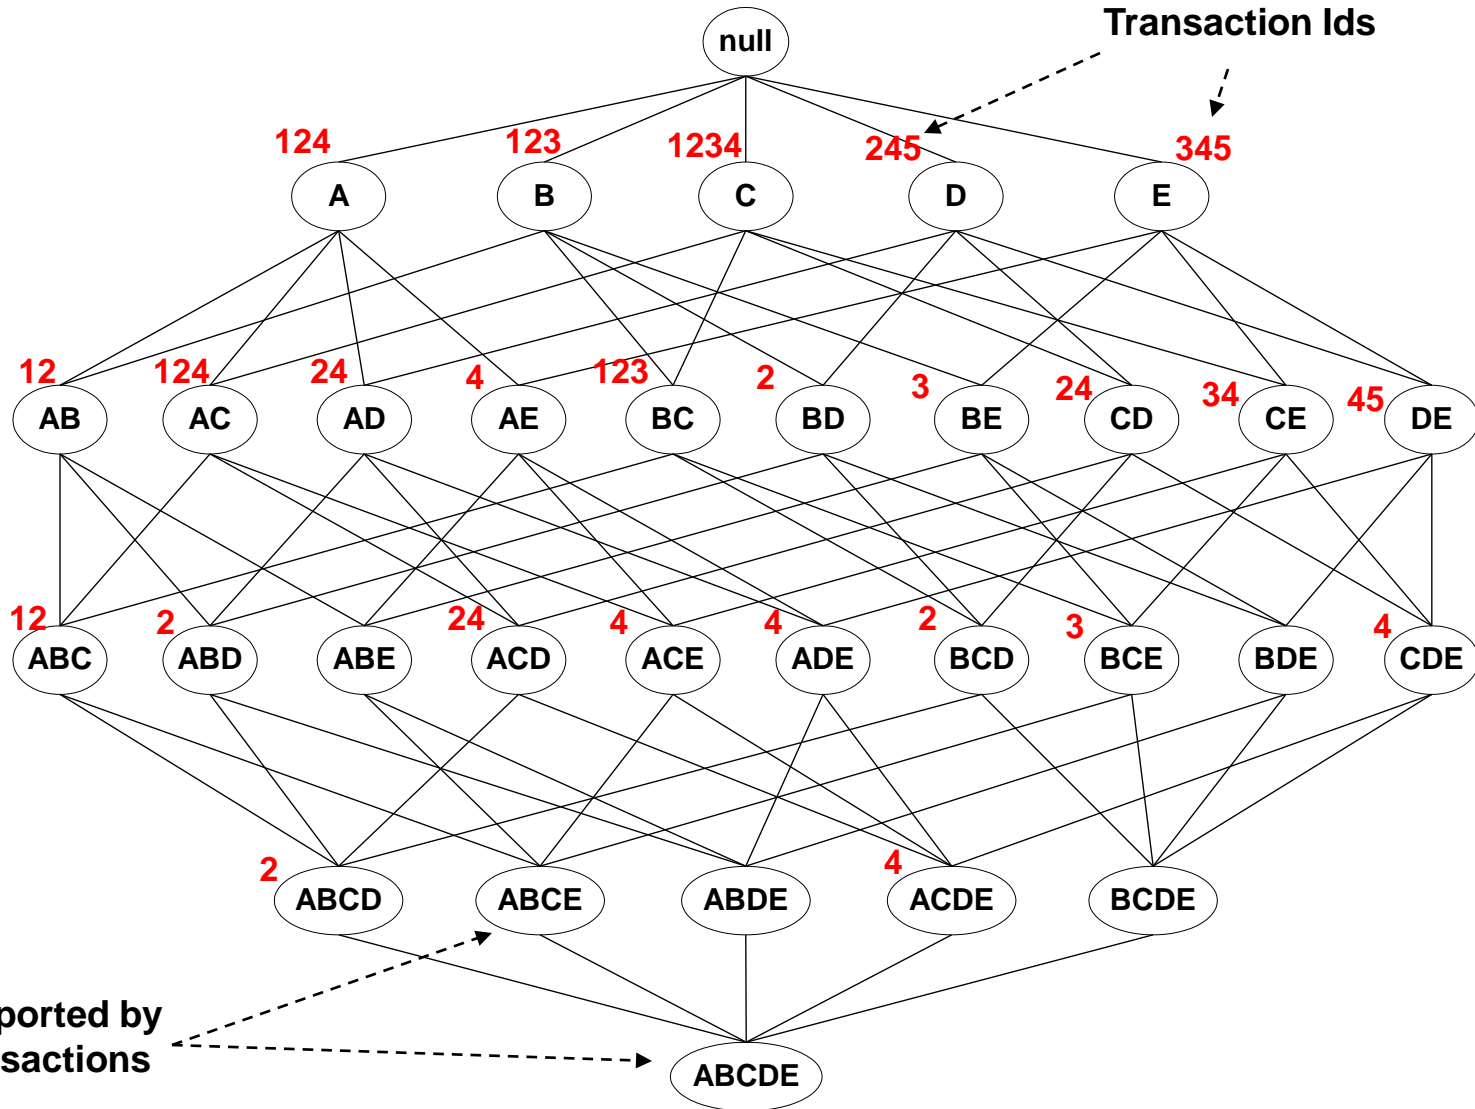 Transaction Ids
null
124 123 1234 245 345
A B C D E
12 124 24 4 123 2 3 24 34 45
AB AC AD AE BC BD BE CD CE DE
12 2 24 4 4 2 3 4
ABC ABD ABE ACD ACE ADE BCD BCE BDE CDE
2 4
ABCD ABCE ABDE ACDE BCDE
ported by
sactions
ABCDE